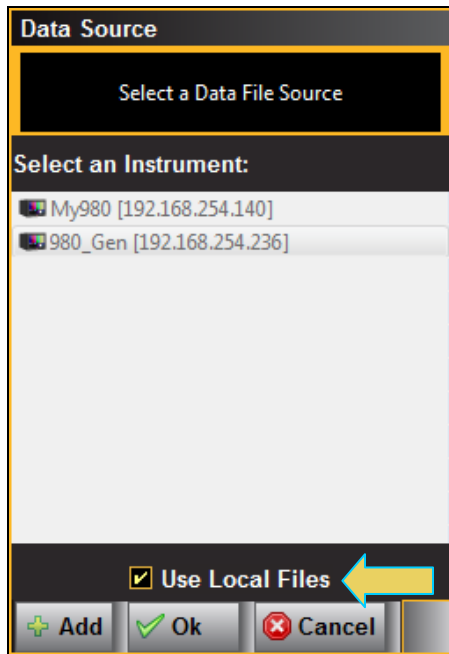 Data Source
Select a Data File Source
Select an Instrument:
My980 [192.168.254.140]
980_Gen [192.168.254.236]
Use Local Files
Add Ok Cancel